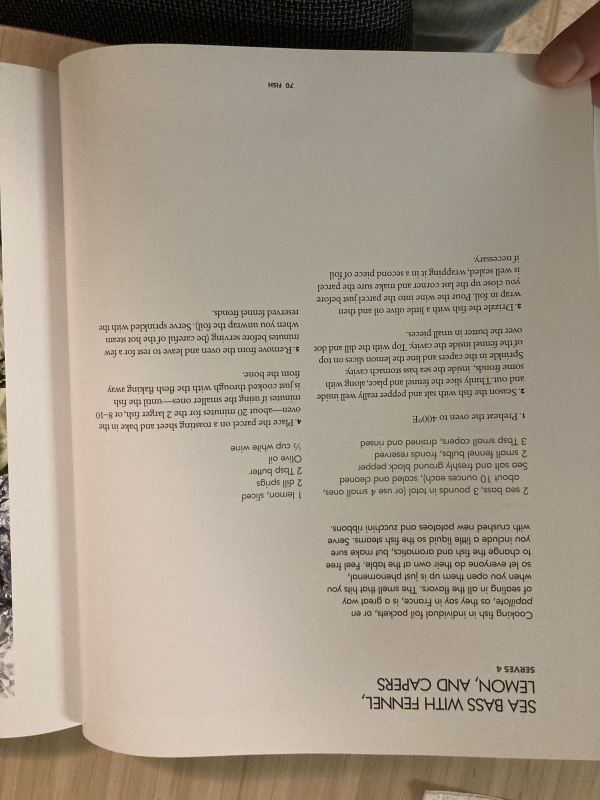 SEA BASS WITH FENNEL,
LEMON, AND CAPERS
SERVES 4
Cooking fish in individual foil pockets, or en
papillote, as they say in France, is a great way
of sealing in all the flavors. The smell that hits you
when you open them up is just phenomenal,
so let everyone do their own at the table. Feel free
to change the fish and aromatics, but make sure
you include a little liquid so the fish steams. Serve
with crushed new potatoes and zucchini ribbons.
2 sea bass, 3 pounds in total (or use 4 small ones,
about 10 ounces each), scaled and cleaned
Sea salt and freshly ground black pepper
2 small fennel bulbs, fronds reserved
3 Tbsp small capers, drained and rinsed
1 lemon, sliced
2 dill sprigs
2 Tbsp butter
Olive oil
½ cup white wine
1. Preheat the oven to 400°F.
2. Season the fish with salt and pepper really well inside
and out. Thinly slice the fennel and place, along with
some fronds, inside the sea bass stomach cavity.
Sprinkle in the capers and line the lemon slices on top
of the fennel inside the cavity. Top with the dill and dot
over the butter in small pieces.
3. Drizzle the fish with a little olive oil and then
wrap in foil. Pour the wine into the parcel just before
you close up the last corner and make sure the parcel
is well sealed, wrapping it in a second piece of foil
if necessary.
4. Place the parcel on a roasting sheet and bake in the
oven—about 20 minutes for the 2 larger fish, or 8–10
minutes if using the smaller ones—until the fish
is just cooked through with the flesh flaking away
from the bone.
5. Remove from the oven and leave to rest for a few
minutes before serving (be careful of the hot steam
when you unwrap the foil). Serve sprinkled with the
reserved fennel fronds.
70 FISH